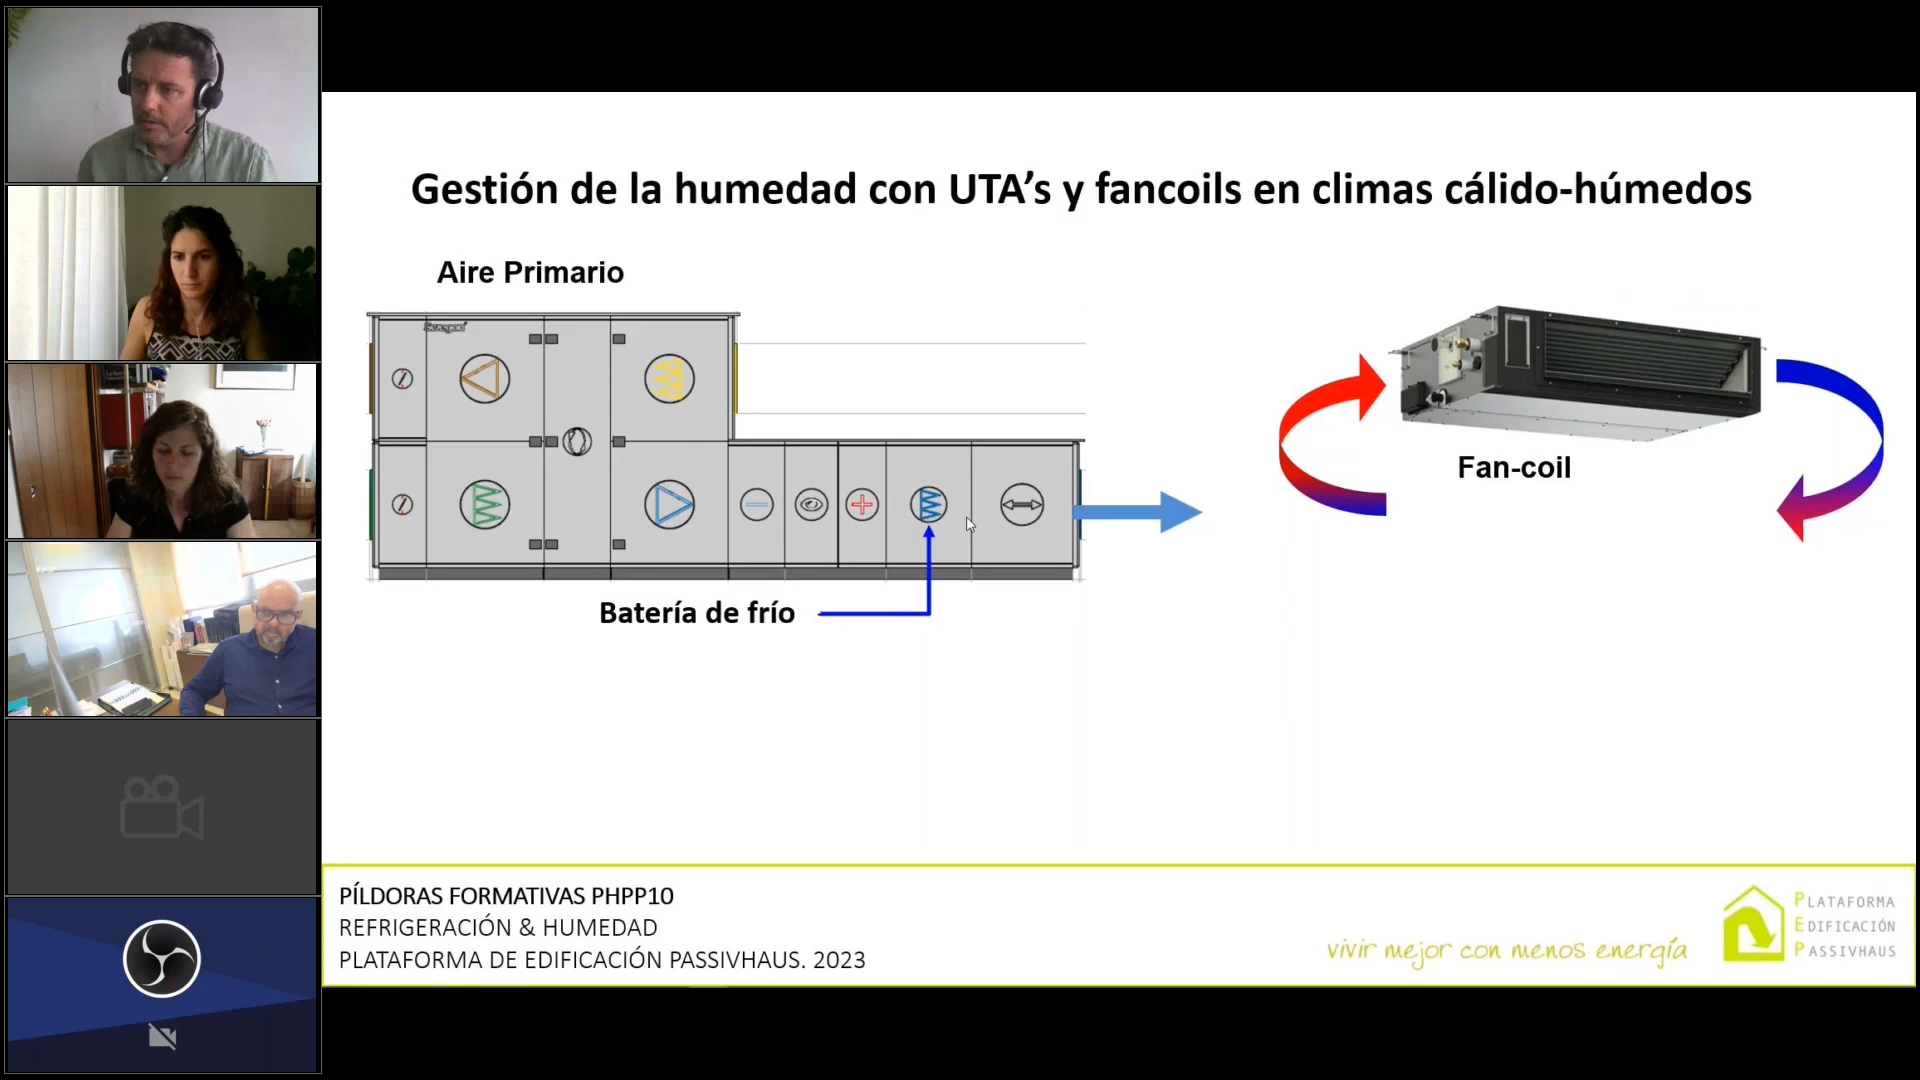 Gestión de la humedad con UTA’s y fancoils en climas cálido-húmedos
Aire Primario
Swegon
Fan-coil
Batería de frío
PÍLDORAS FORMATIVAS PHPP10
REFRIGERACIÓN & HUMEDAD
PLATAFORMA DE EDIFICACIÓN PASSIVHAUS. 2023
vivir mejor con menos energía
PLATAFORMA
EDIFICACIÓN
PASSIVHAUS